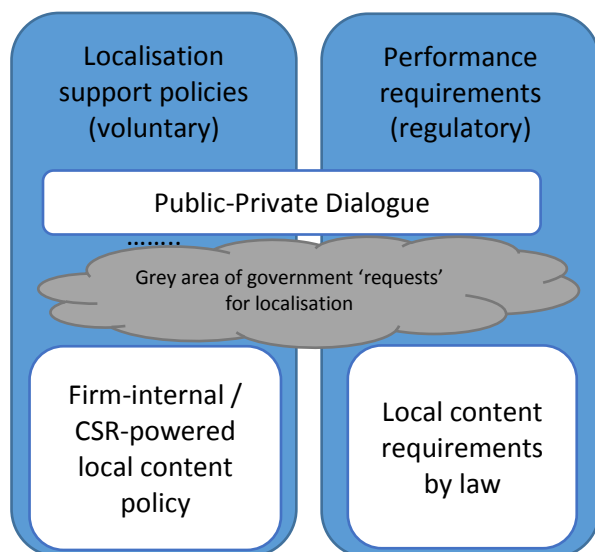 Localisation
support policies
(voluntary)
Performance
requirements
(regulatory)
Public-Private Dialogue
........
Grey area of government ‘requests’
for localisation
Firm-internal /
CSR-powered
local content
policy
Local content
requirements
by law